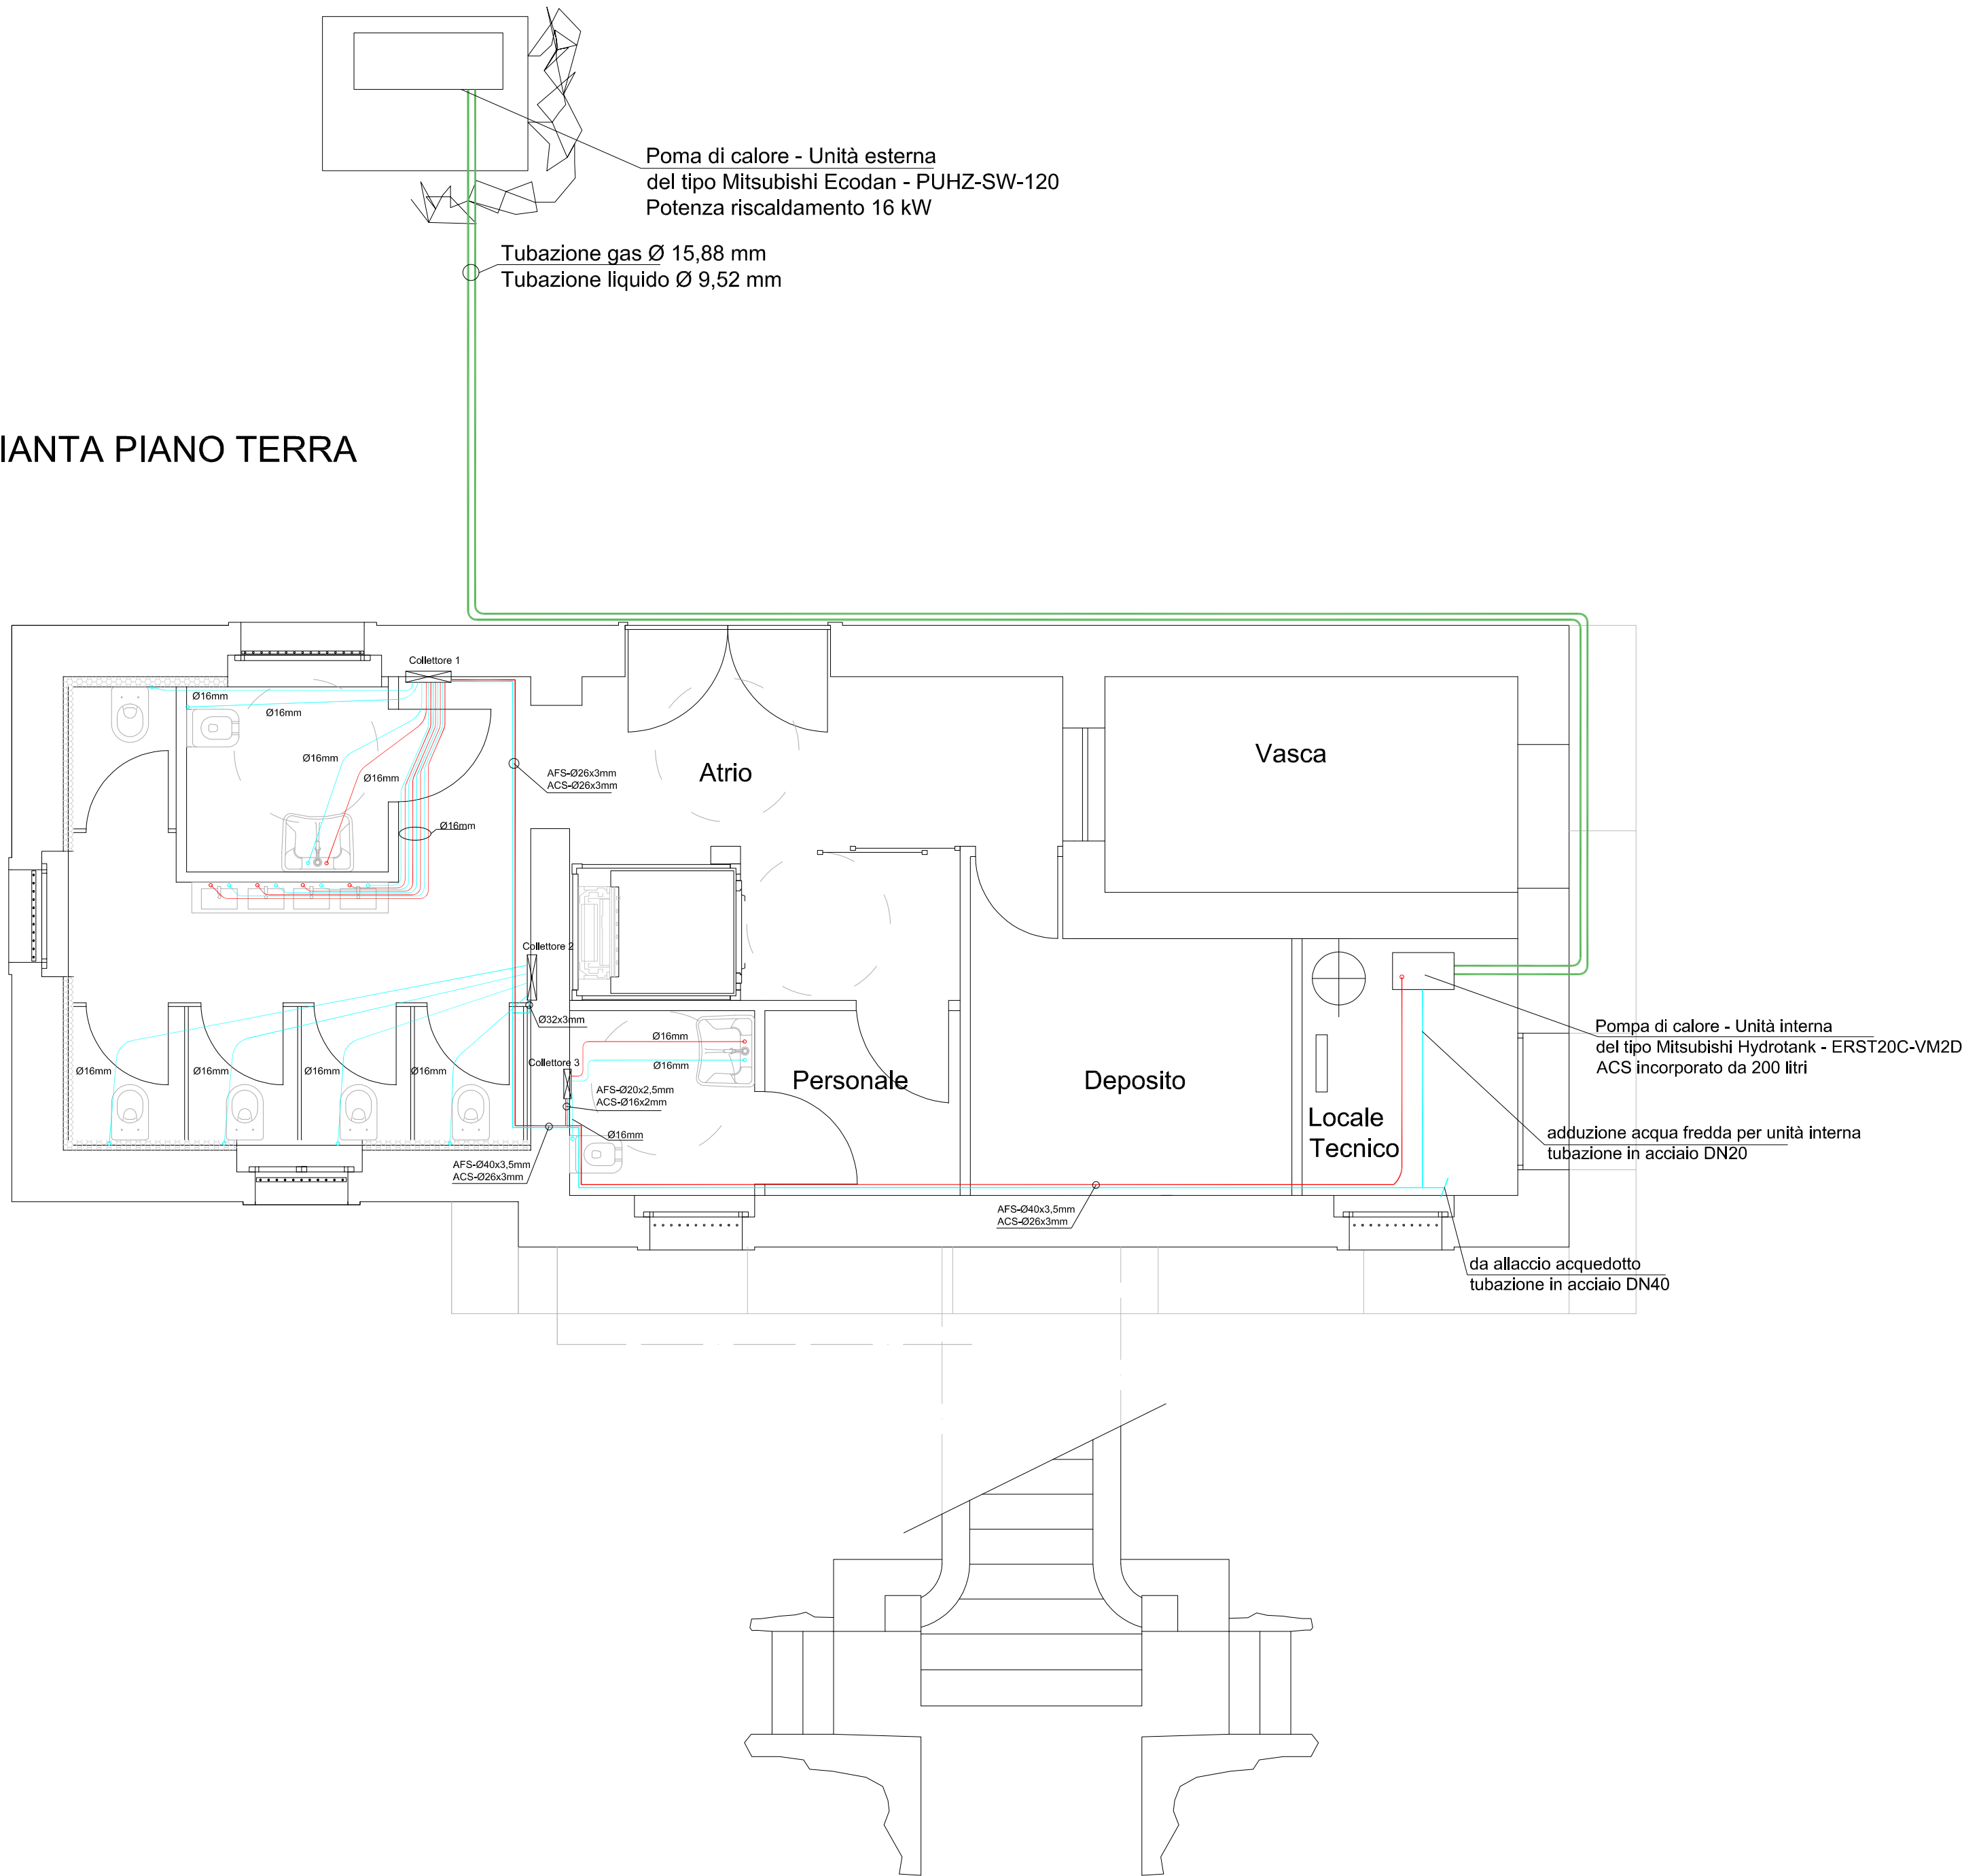 Poma di calore - Unità esterna
del tipo Mitsubishi Ecodan - PUHZ-SW-120
Potenza riscaldamento 16 kW
Tubazione gas Ø 15,88 mm
Tubazione liquido Ø 9,52 mm
IANTA PIANO TERRA
Collettore 1
Ø16mm
Ø16mm
Ø16mm
Ø16mm
Ø16mm
AFS-Ø26x3mm
ACS-Ø26x3mm
Atrio
Vasca
Collettore 2
Ø32x3mm
Collettore 3
Ø16mm
Ø16mm
AFS-Ø20x2,5mm
ACS-Ø16x2mm
Ø16mm
Ø16mm
Ø16mm
Ø16mm
Ø16mm
AFS-Ø40x3,5mm
ACS-Ø26x3mm
Personale
Deposito
Locale
Tecnico
Pompa di calore - Unità interna
del tipo Mitsubishi Hydrotank - ERST20C-VM2D
ACS incorporato da 200 litri
adduzione acqua fredda per unità interna
tubazione in acciaio DN20
AFS-Ø40x3,5mm
ACS-Ø26x3mm
da allaccio acquedotto
tubazione in acciaio DN40